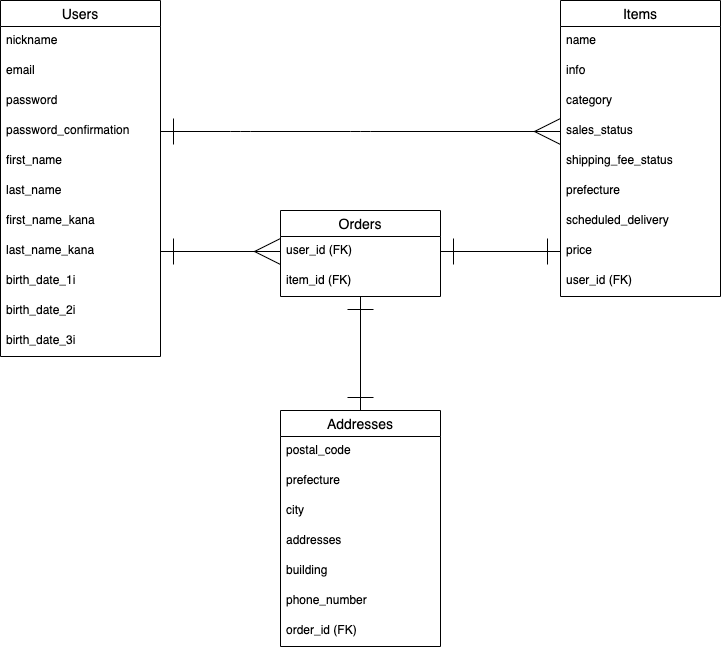 Users
nickname
email
password
password_confirmation
first_name
last_name
first_name_kana
last_name_kana
birth_date_1i
birth_date_2i
birth_date_3i
Items
name
info
category
sales_status
shipping_fee_status
prefecture
scheduled_delivery
price
user_id (FK)
Orders
user_id (FK)
item_id (FK)
Addresses
postal_code
prefecture
city
addresses
building
phone_number
order_id (FK)